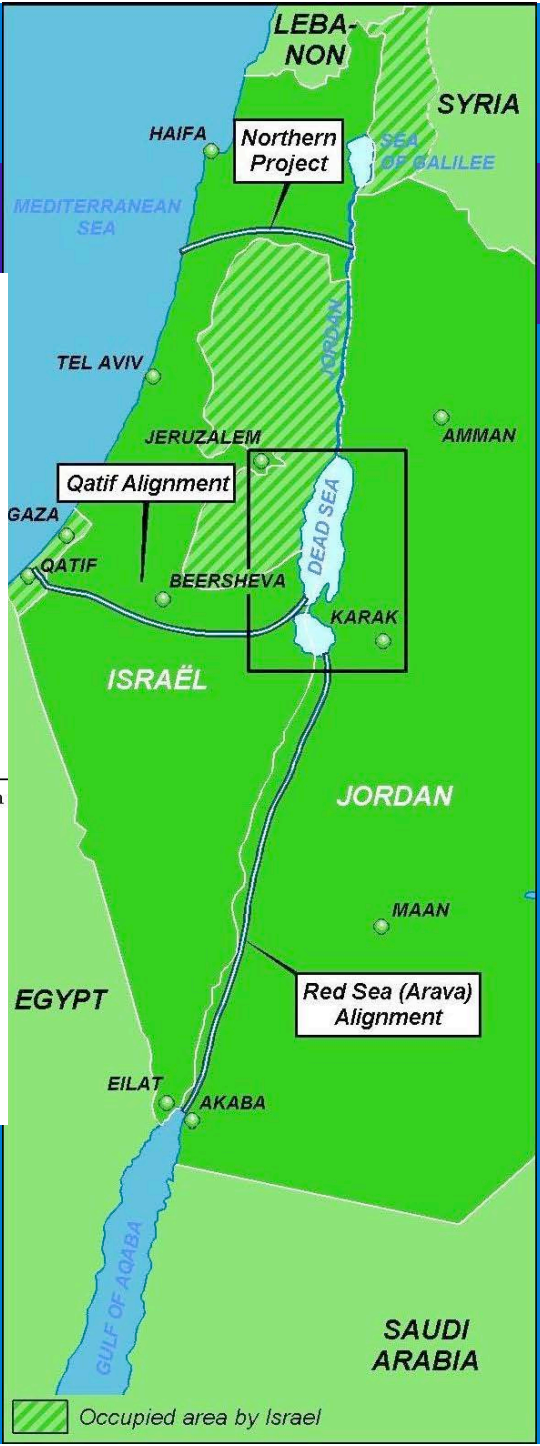 LEBA-
NON
SYRIA
HAIFA
Northern
Project
SEA
OF GALILEE
MEDITERRANEAN
SEA
JORDAN
TEL AVIV
AMMAN
JERUZALEM
Qatif Alignment
DEAD SEA
GAZA
QATIF
BEERSHEVA
KARAK
ISRAËL
JORDAN
a
MAAN
EGYPT
Red Sea (Arava)
Alignment
EILAT
AKABA
GULF OF AQABA
SAUDI
ARABIA
Occupied area by Israel